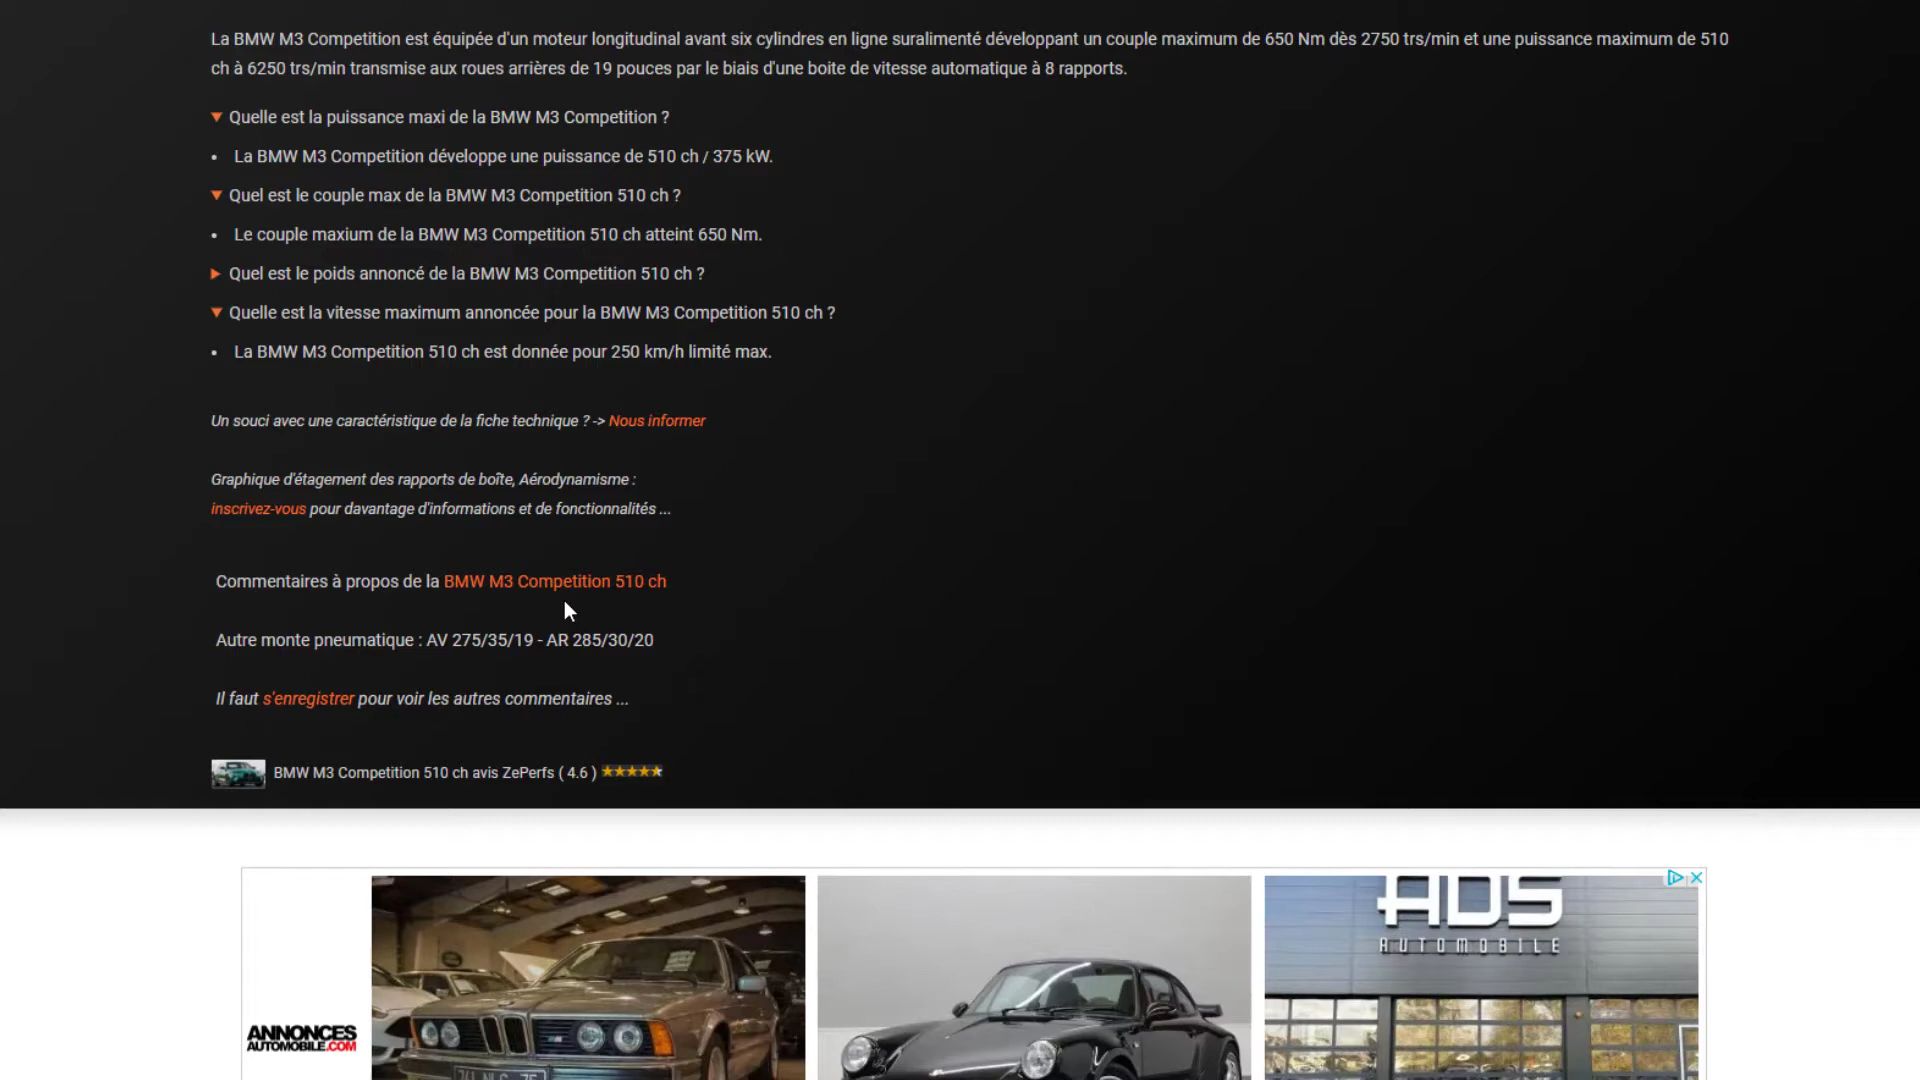 La BMW M3 Competition est équipée d'un moteur longitudinal avant six cylindres en ligne suralimenté développant un couple maximum de 650 Nm dès 2750 trs/min et une puissance maximum de 510
ch à 6250 trs/min transmise aux roues arrières de 19 pouces par le biais d'une boite de vitesse automatique à 8 rapports.
Quelle est la puissance maxi de la BMW M3 Competition ?
• La BMW M3 Competition développe une puissance de 510 ch / 375 kW.
Quel est le couple max de la BMW M3 Competition 510 ch ?
• Le couple maxium de la BMW M3 Competition 510 ch atteint 650 Nm.
Quel est le poids annoncé de la BMW M3 Competition 510 ch ?
Quelle est la vitesse maximum annoncée pour la BMW M3 Competition 510 ch ?
• La BMW M3 Competition 510 ch est donnée pour 250 km/h limité max.
Un souci avec une caractéristique de la fiche technique ? -> Nous informer
Graphique d'étagement des rapports de boîte, Aérodynamisme :
inscrivez-vous pour davantage d'informations et de fonctionnalités ...
Commentaires à propos de la BMW M3 Competition 510 ch
Autre monte pneumatique : AV 275/35/19 - AR 285/30/20
Il faut s'enregistrer pour voir les autres commentaires ...
BMW M3 Competition 510 ch avis ZePerfs ( 4.6 )
ADS
AUTOMOBILE
ANNONCES
AUTOMOBILE.COM